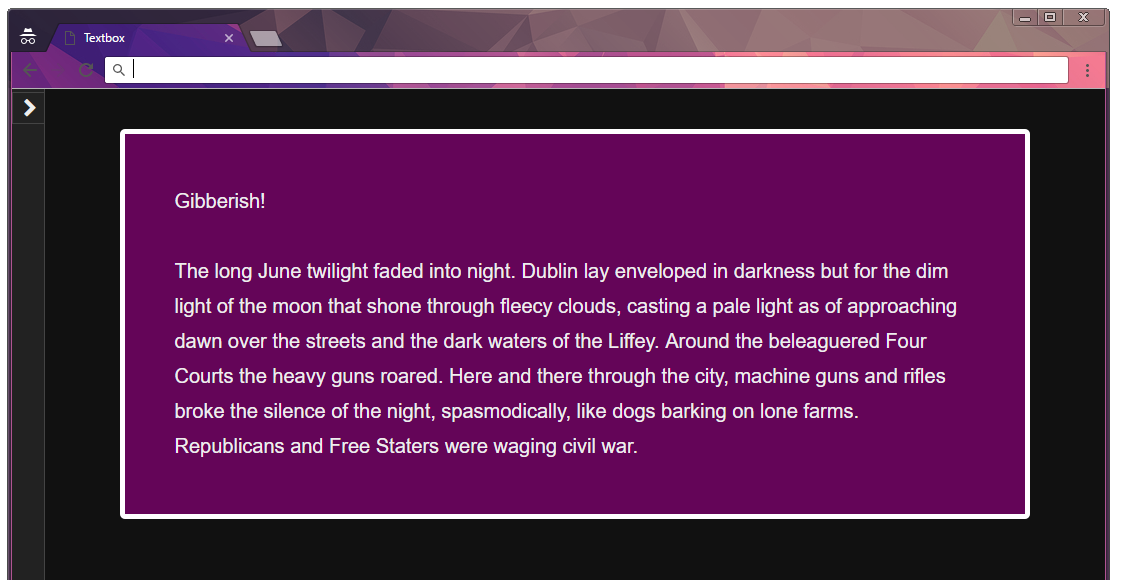 Textbox
Gibberish!
The long June twilight faded into night. Dublin lay enveloped in darkness but for the dim
light of the moon that shone through fleecy clouds, casting a pale light as of approaching
dawn over the streets and the dark waters of the Liffey. Around the beleaguered Four
Courts the heavy guns roared. Here and there through the city, machine guns and rifles
broke the silence of the night, spasmodically, like dogs barking on lone farms.
Republicans and Free Staters were waging civil war.